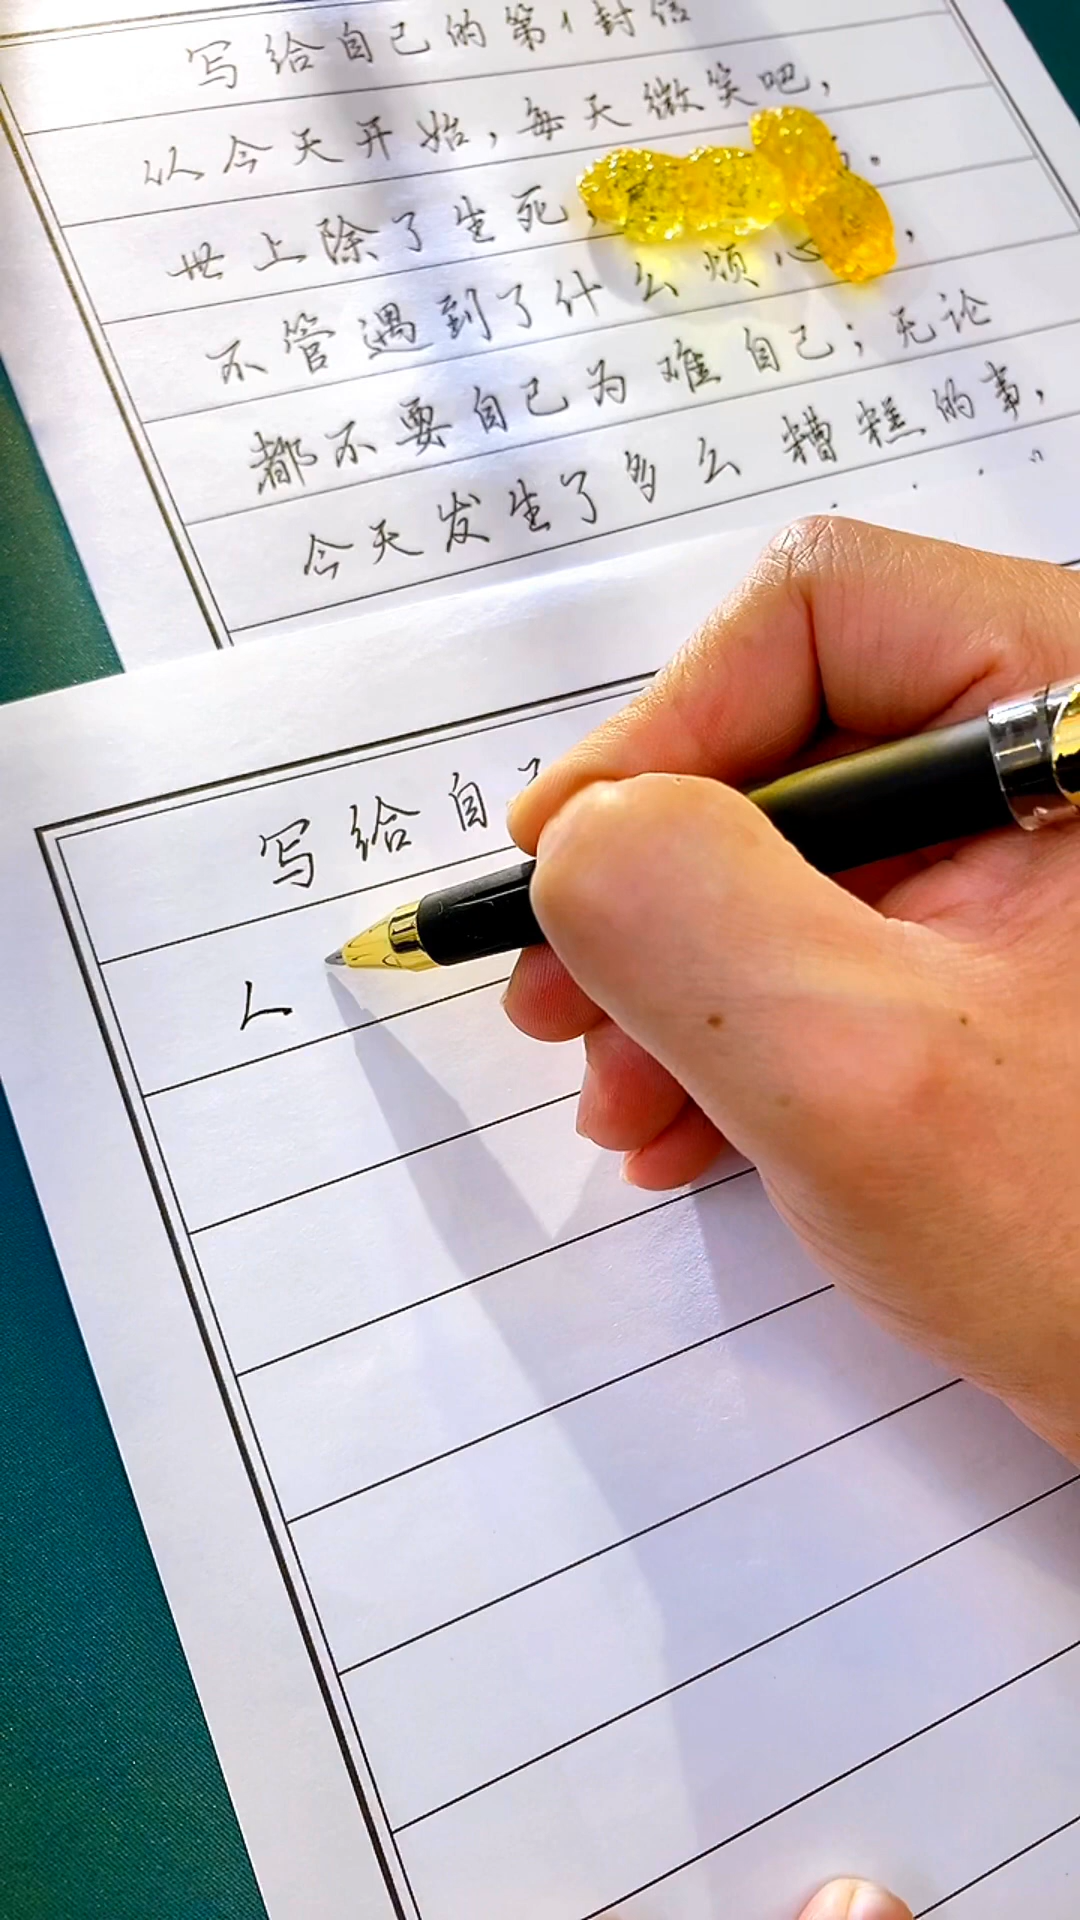 写给自己的第1封信
从今天开始，每天微笑吧，
世上除了生死，
不管遇到了什么烦心，
都不要自己为难自己；无论
今天发生了多么糟糕的事，
写给自
人